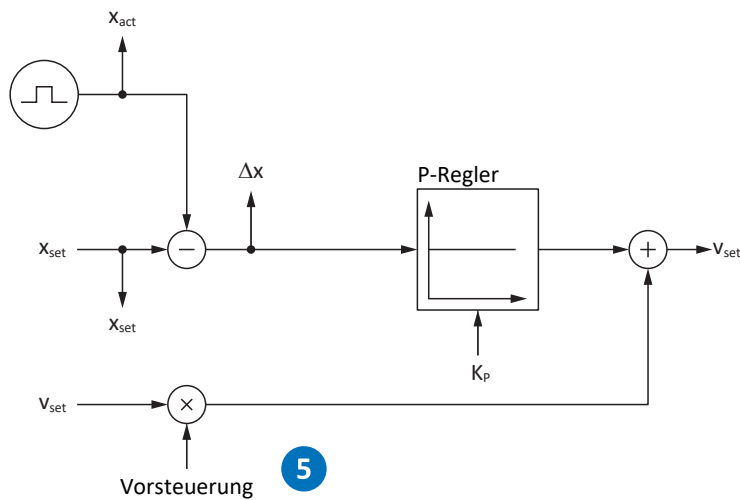 xact
Δx
P-Regler
xset
−
+
vset
xset
KP
vset
×
Vorsteuerung
5